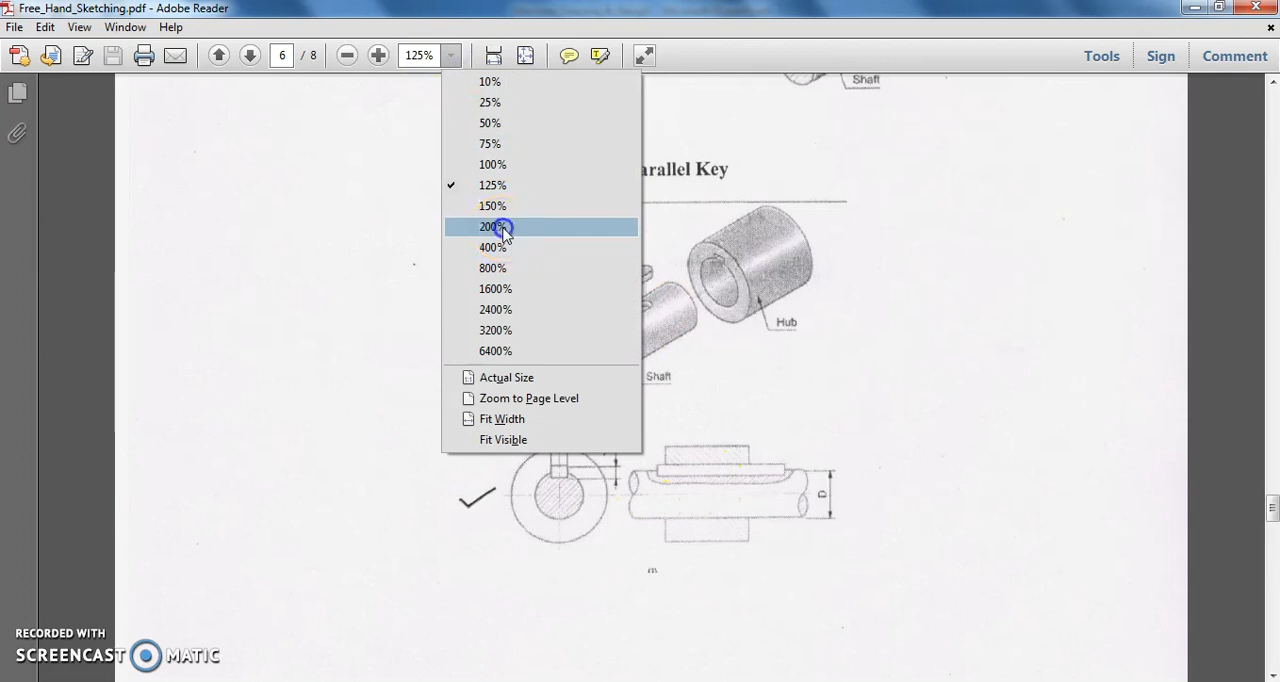 Free_Hand_Sketching.pdf - Adobe Reader
File Edit View Window Help
6 / 8 125% Tools Sign Comment
Shaft
10%
25%
50%
75%
100%
arallel Key
125%
150%
200%
400%
800%
1600%
2400%
Hub
3200%
6400%
Actual Size
Shaft
Zoom to Page Level
Fit Width
Fit Visible
D
RECORDED WITH
SCREENCAST MATIC